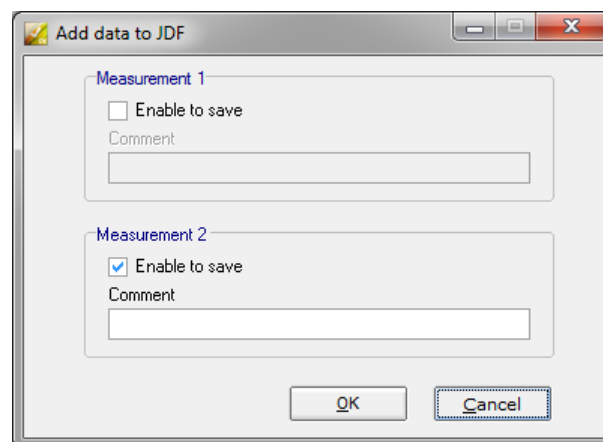 Add data to JDF
Measurement 1
Enable to save
Comment
Measurement 2
Enable to save
Comment
OK
Cancel